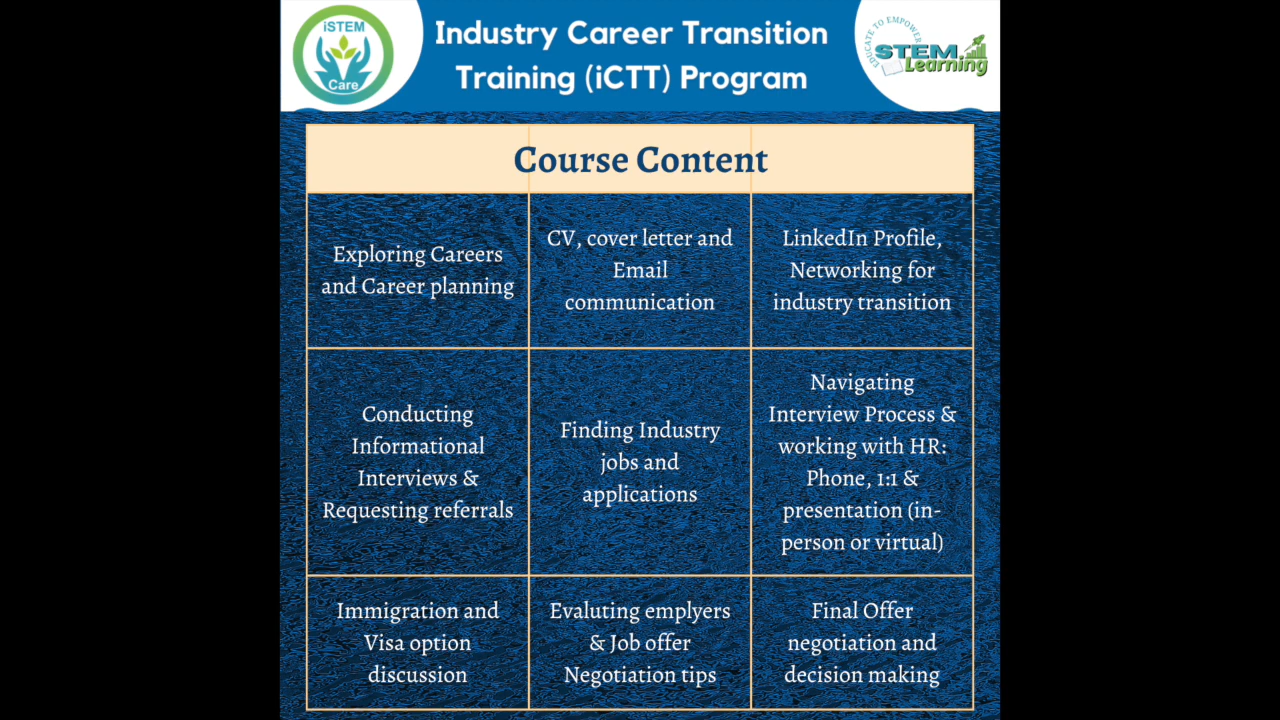 iSTEM
Care
Industry Career Transition
Training (iCTT) Program
EDUCATE TO EMPOWER
STEM
Learning
Course Content
Exploring Careers
and Career planning
CV, cover letter and
Email
communication
LinkedIn Profile,
Networking for
industry transition
Conducting
Informational
Interviews &
Requesting referrals
Finding Industry
jobs and
applications
Navigating
Interview Process &
working with HR:
Phone, 1:1 &
presentation (in-
person or virtual)
Immigration and
Visa option
discussion
Evaluting emplyers
& Job offer
Negotiation tips
Final Offer
negotiation and
decision making